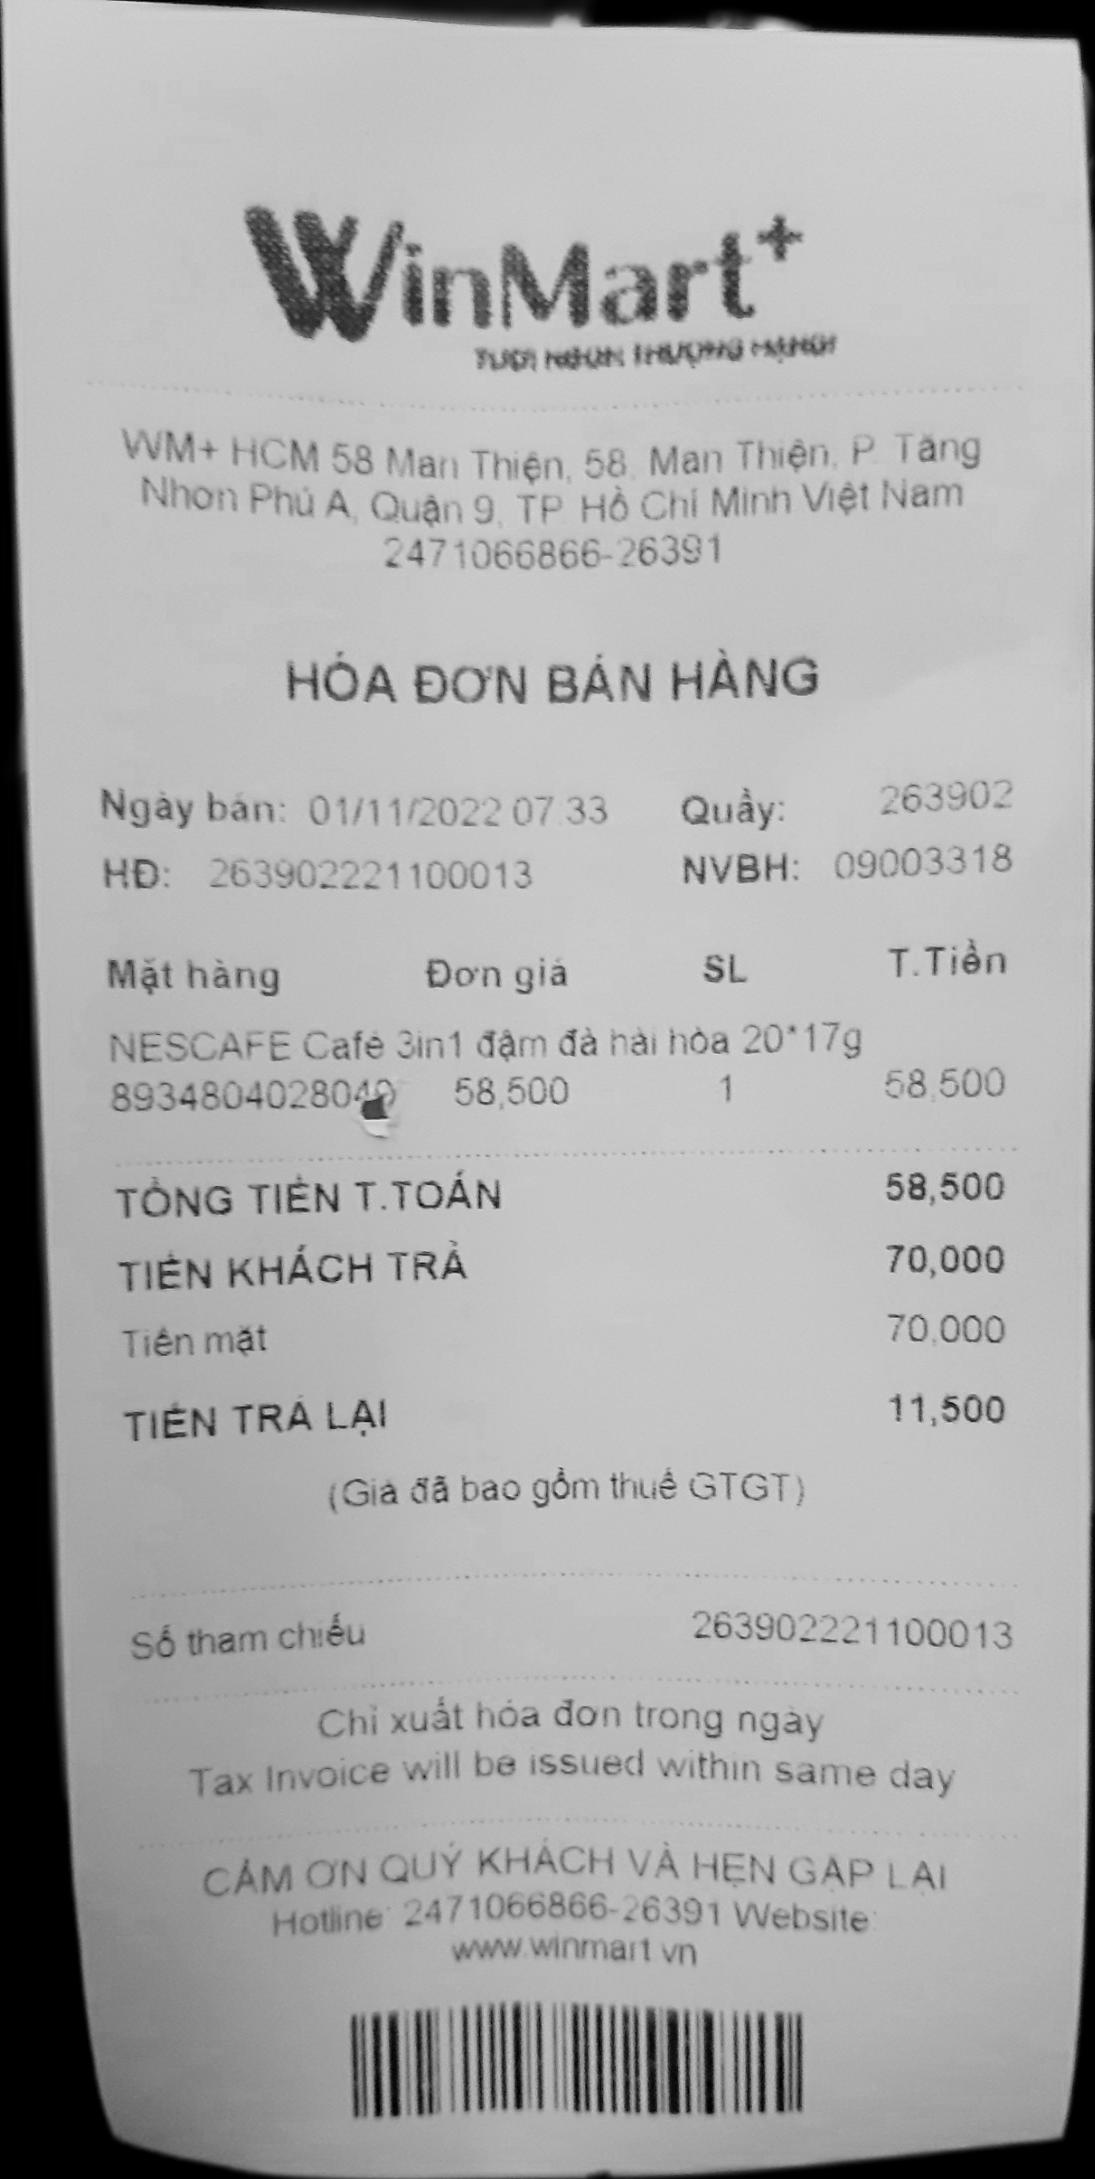 WinMart+
TƯƠI NGON THƯỢNG HẠNG
WM+ HCM 58 Man Thiện, 58, Man Thiện, P. Tăng
Nhơn Phú A, Quận 9, TP. Hồ Chí Minh Việt Nam
2471066866-26391
HÓA ĐƠN BÁN HÀNG
Ngày bán: 01/11/2022 07:33 Quầy: 263902
HĐ: 263902221100013 NVBH: 09003318
Mặt hàng Đơn giá SL T.Tiền
NESCAFE Café 3in1 đậm đà hài hòa 20*17g
8934804028040 58,500 1 58,500
TỔNG TIỀN T.TOÁN 58,500
TIỀN KHÁCH TRẢ 70,000
Tiền mặt 70,000
TIỀN TRẢ LẠI 11,500
(Giá đã bao gồm thuế GTGT)
Số tham chiếu 263902221100013
Chỉ xuất hóa đơn trong ngày
Tax Invoice will be issued within same day
CẢM ƠN QUÝ KHÁCH VÀ HẸN GẶP LẠI
Hotline: 2471066866-26391 Website:
www.winmart.vn